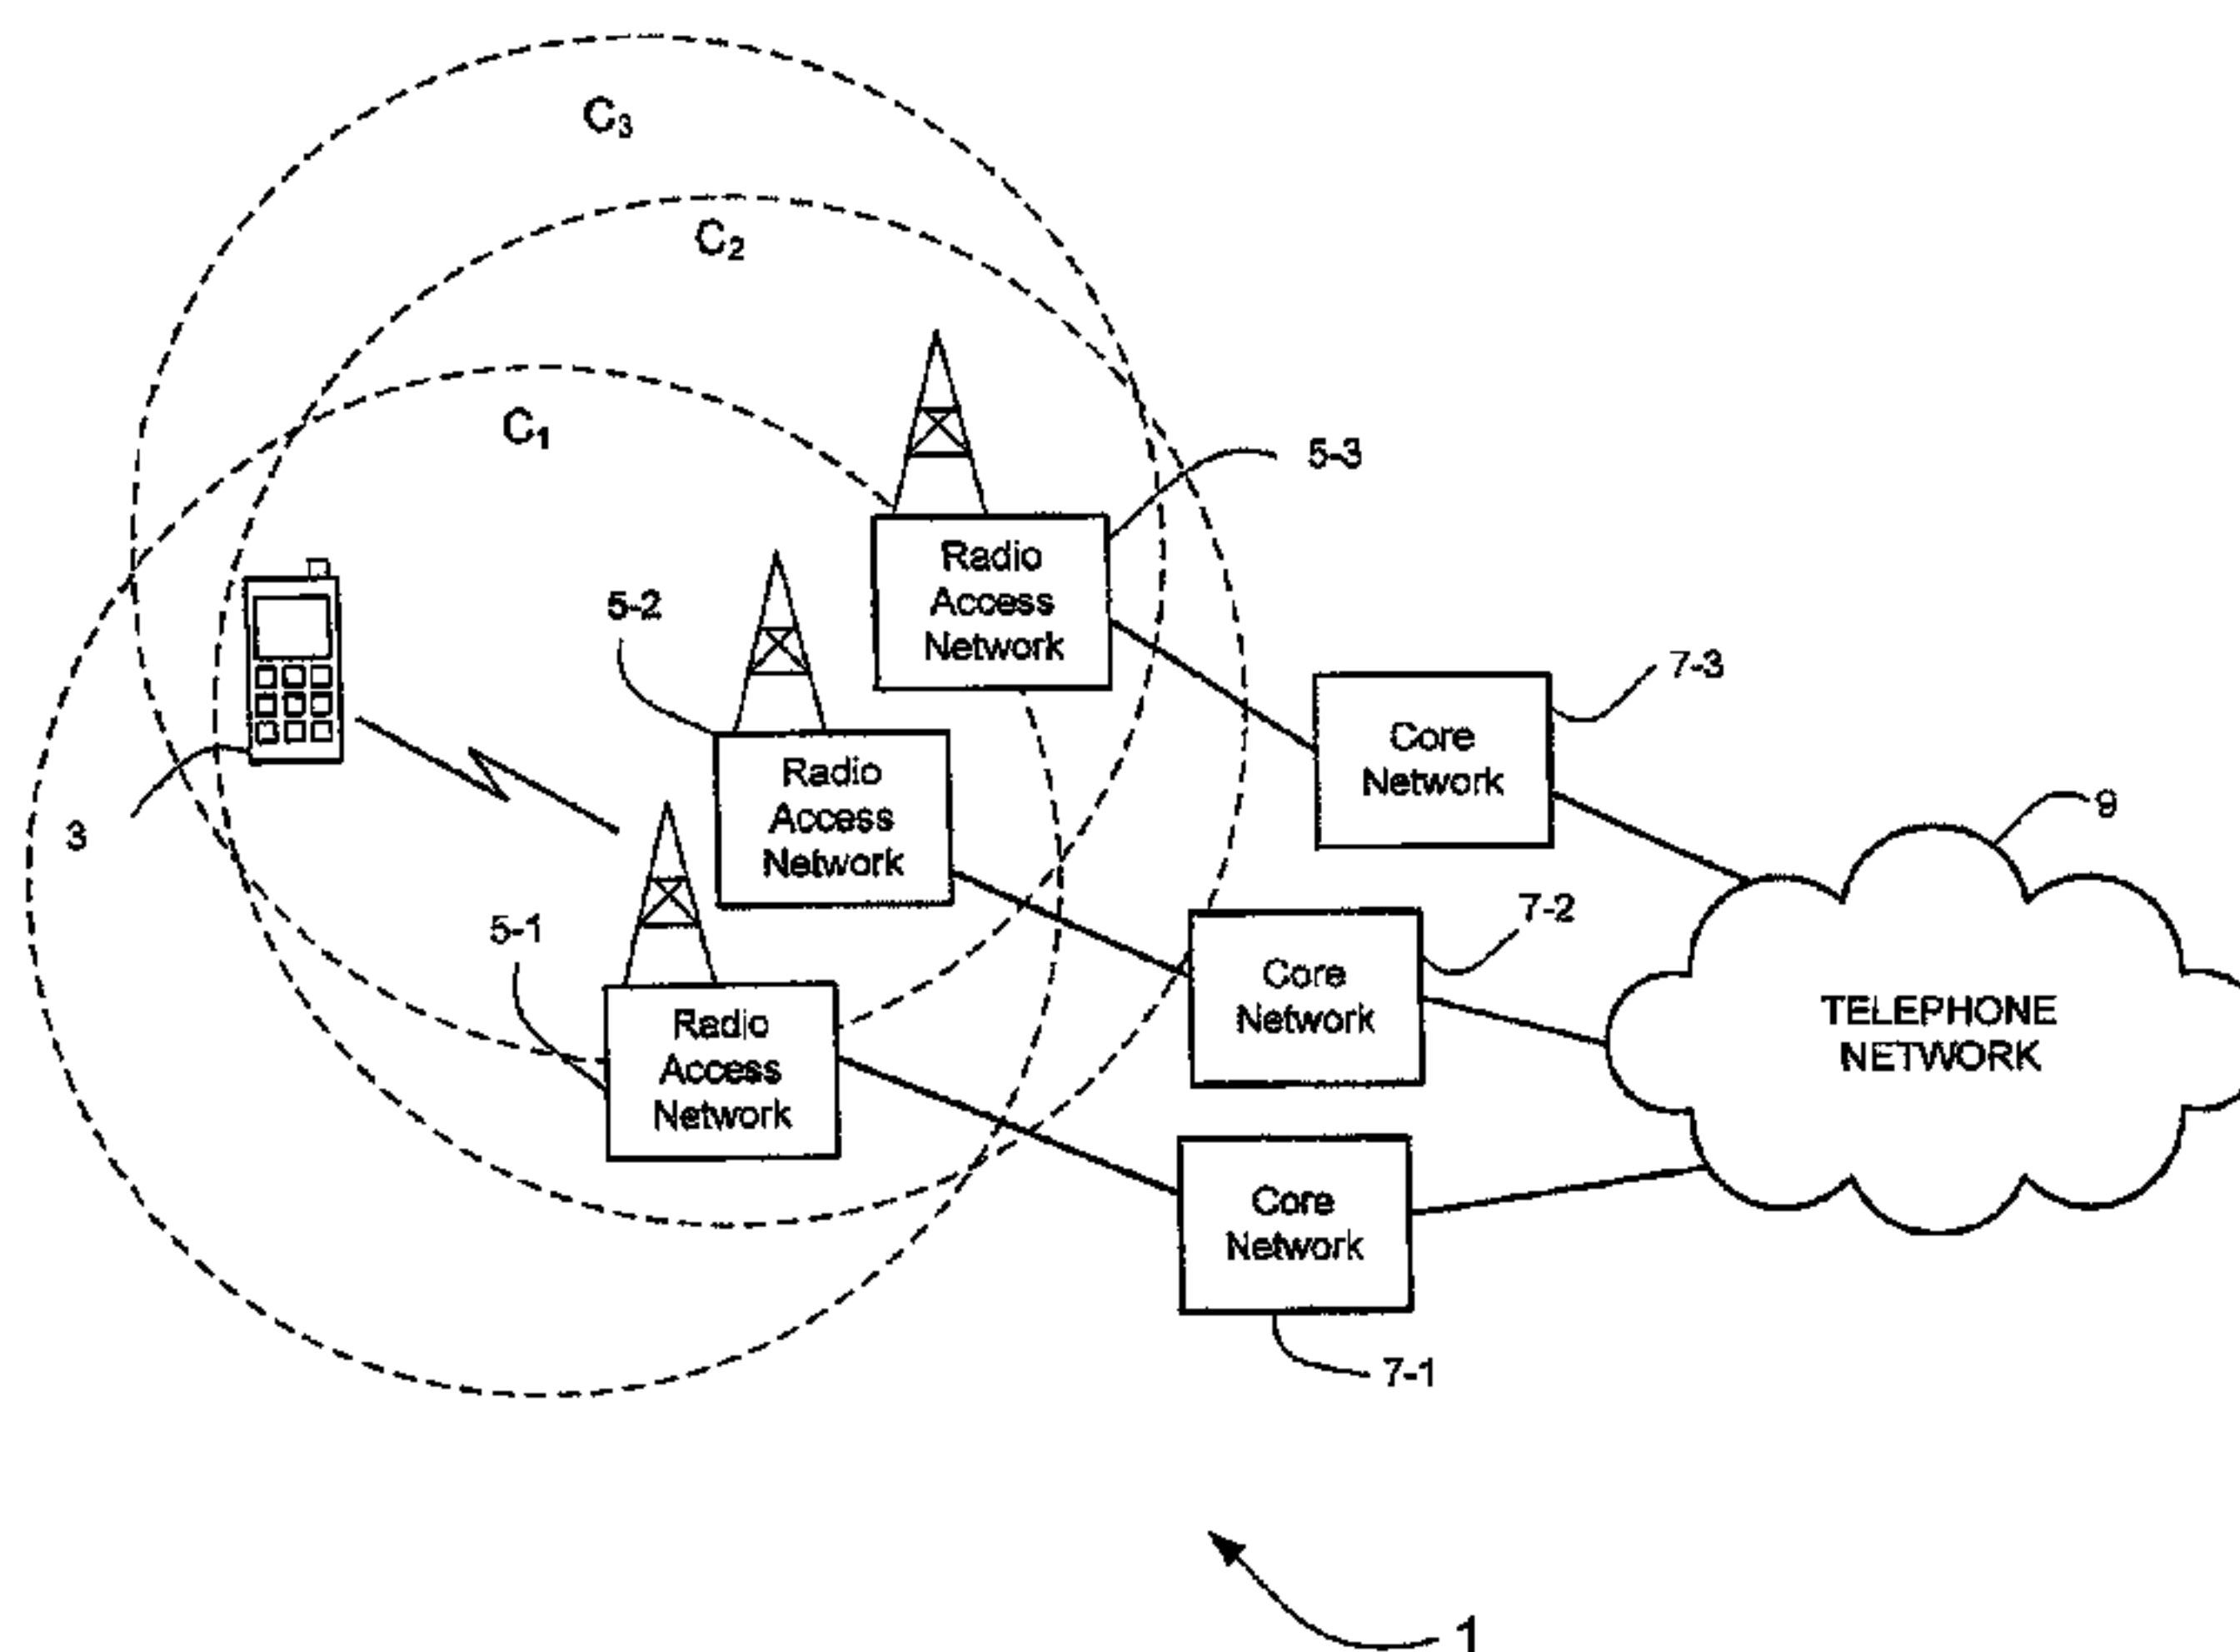 C₃
C₂
C₁
5-3
Radio
Access
Network
5-2
7-3
Core
Network
Radio
Access
Network
3
9
5-1
7-2
Core
Network
TELEPHONE
NETWORK
Radio
Access
Network
Core
Network
7-1
1